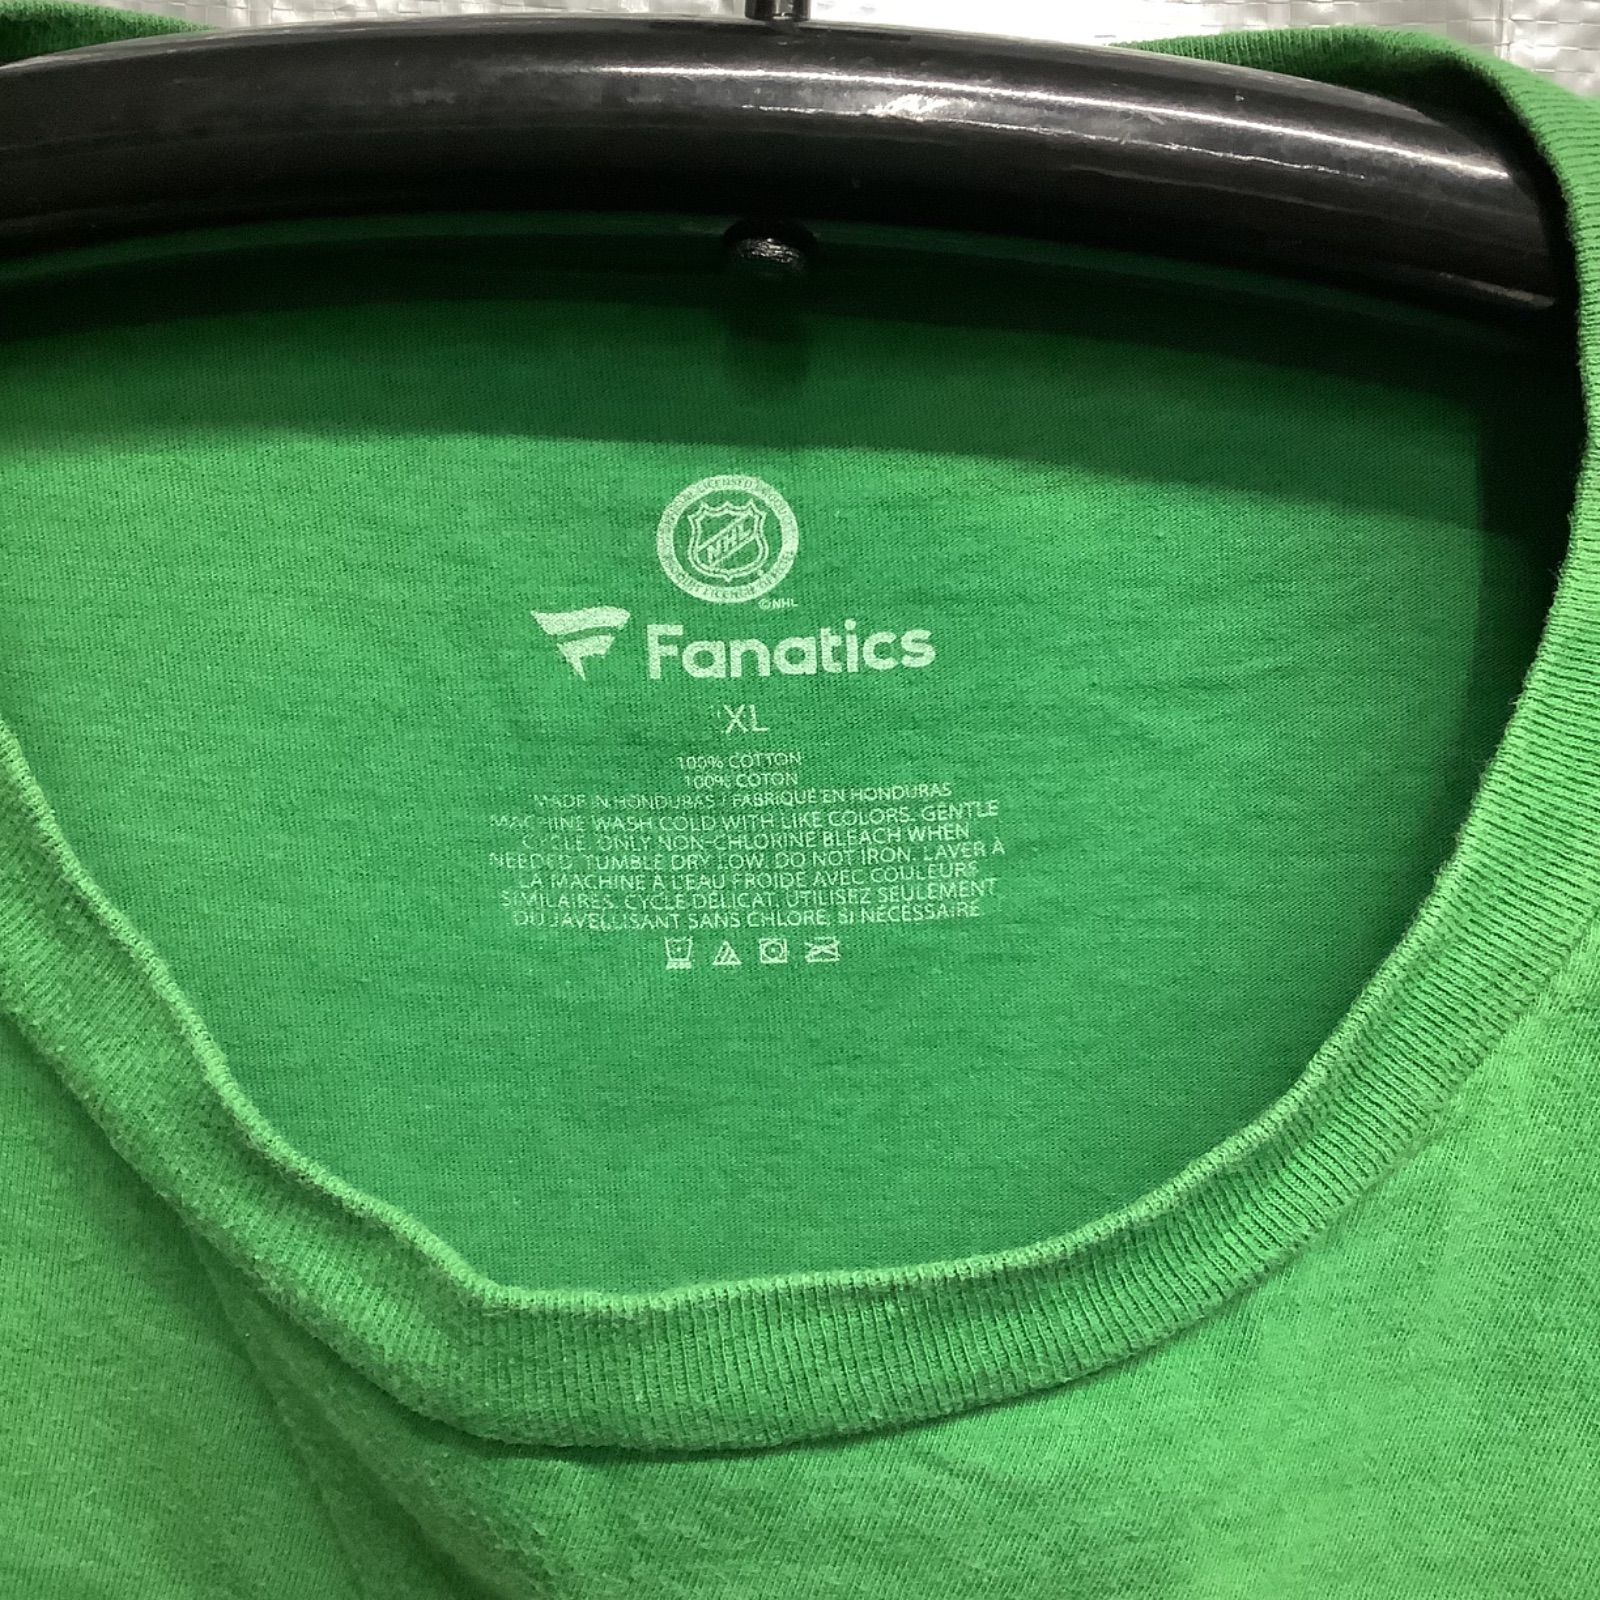 NHL
©NHL
Fanatics
XL
100% COTTON
100% COTON
MADE IN HONDURAS / FABRIQUÉ EN HONDURAS
MACHINE WASH COLD WITH LIKE COLORS. GENTLE
CYCLE. ONLY NON-CHLORINE BLEACH WHEN
NEEDED. TUMBLE DRY LOW. DO NOT IRON. LAVER À
LA MACHINE À L'EAU FROIDE AVEC COULEURS
SIMILAIRES. CYCLE DÉLICAT. UTILISEZ SEULEMENT
DU JAVELLISANT SANS CHLORE, SI NÉCESSAIRE.